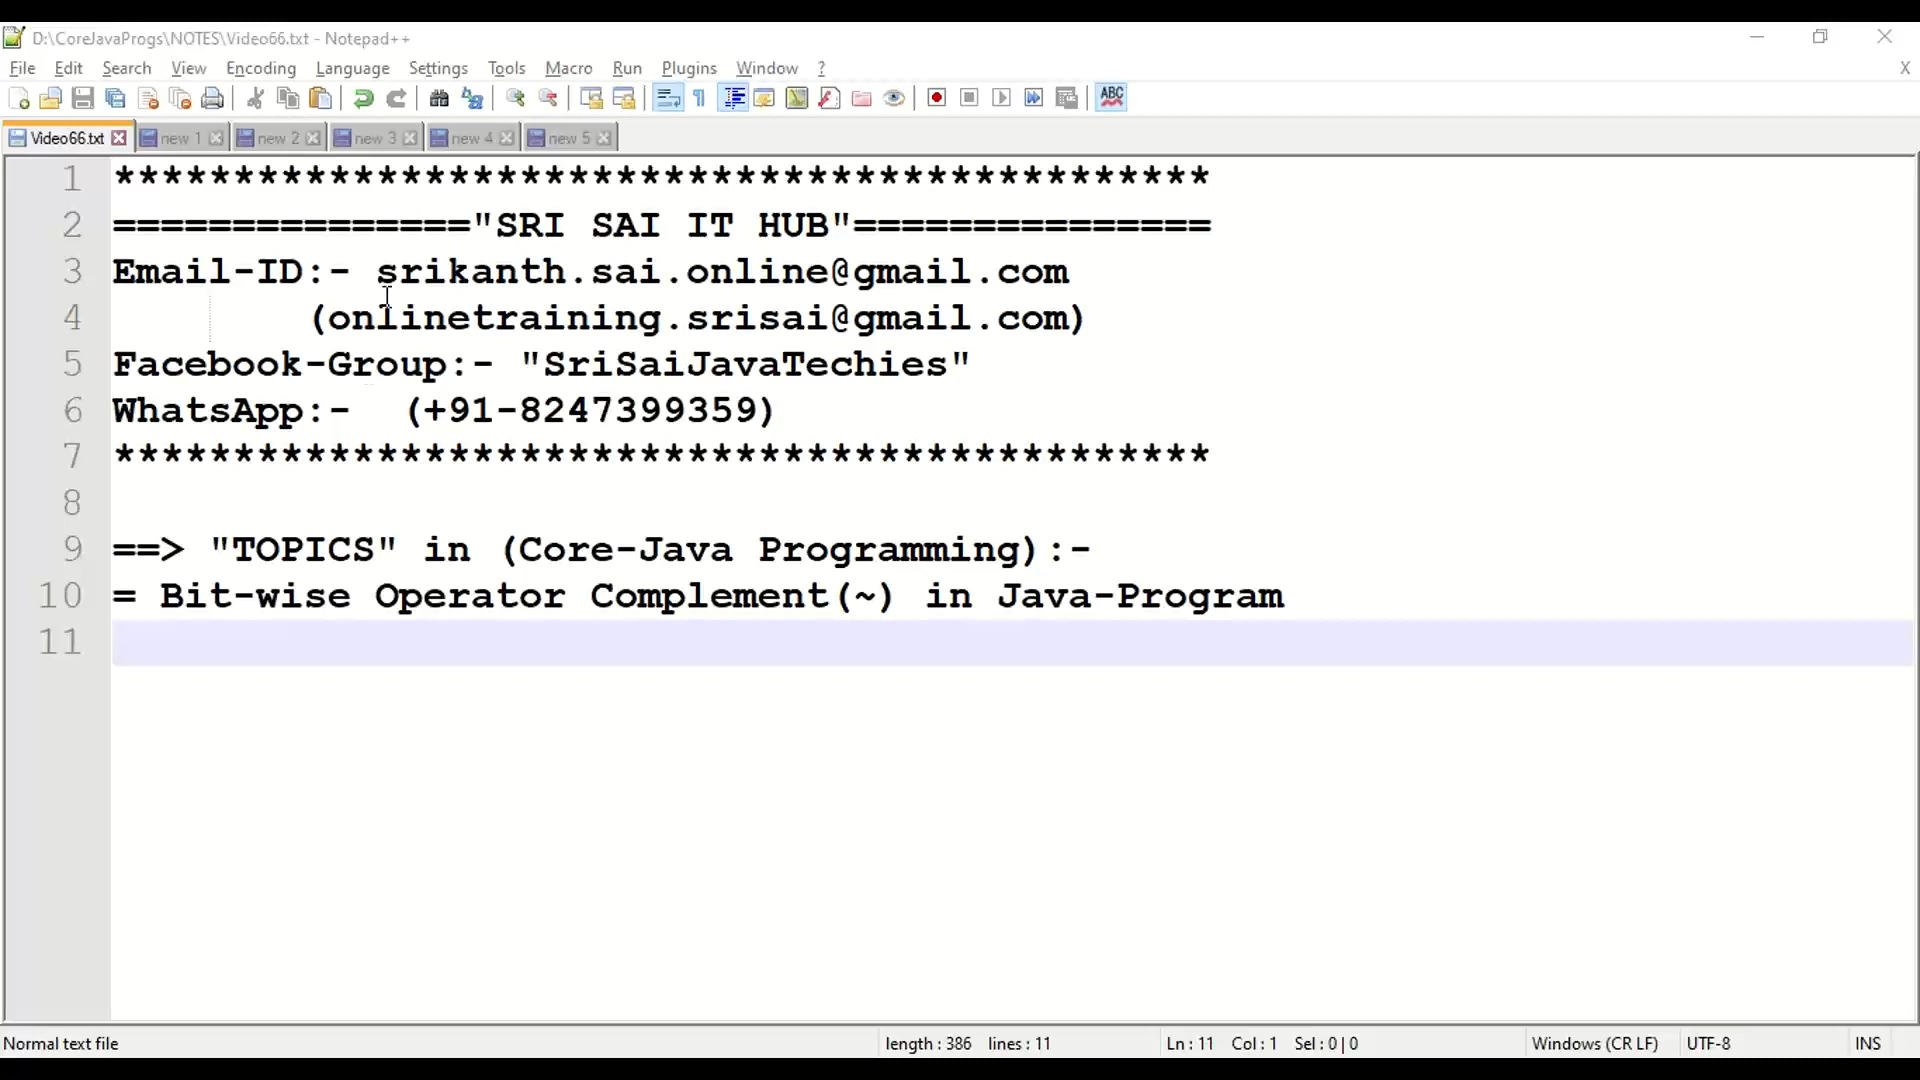 D:\CoreJavaProgs\NOTES\Video66.txt - Notepad++
File Edit Search View Encoding Language Settings Tools Macro Run Plugins Window ? X
ABC
Video66.txt new 1 new 2 new 3 new 4 new 5
1 **********************************************
2 ==============="SRI SAI IT HUB"===============
3 Email-ID:- srikanth.sai.online@gmail.com
4 (onlinetraining.srisai@gmail.com)
5 Facebook-Group:- "SriSaiJavaTechies"
6 WhatsApp:- (+91-8247399359)
7 **********************************************
8
9 ==> "TOPICS" in (Core-Java Programming):-
10 = Bit-wise Operator Complement(~) in Java-Program
11
Normal text file length : 386 lines : 11 Ln : 11 Col : 1 Sel : 0 | 0 Windows (CR LF) UTF-8 INS